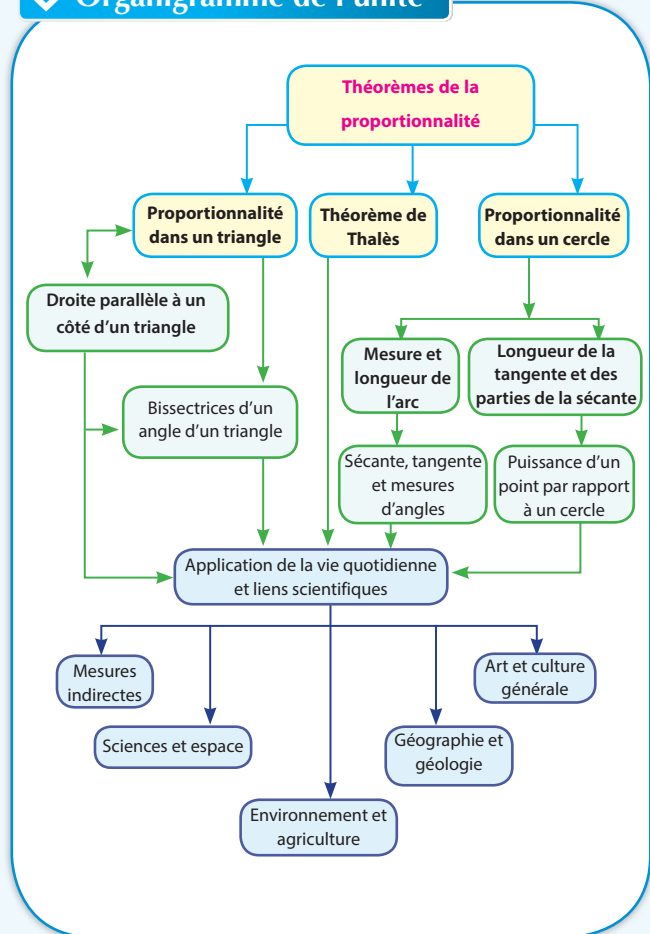 Organigramme de l'unité
Théorèmes de la
proportionnalité
Proportionnalité
dans un triangle
Théorème de
Thalès
Proportionnalité
dans un cercle
Droite parallèle à un
côté d'un triangle
Mesure et
longueur de
l'arc
Longueur de la
tangente et des
parties de la sécante
Bissectrices d'un
angle d'un triangle
Sécante, tangente
et mesures
d'angles
Puissance d'un
point par rapport
à un cercle
Application de la vie quotidienne
et liens scientifiques
Mesures
indirectes
Art et culture
générale
Sciences et espace
Géographie et
géologie
Environnement et
agriculture